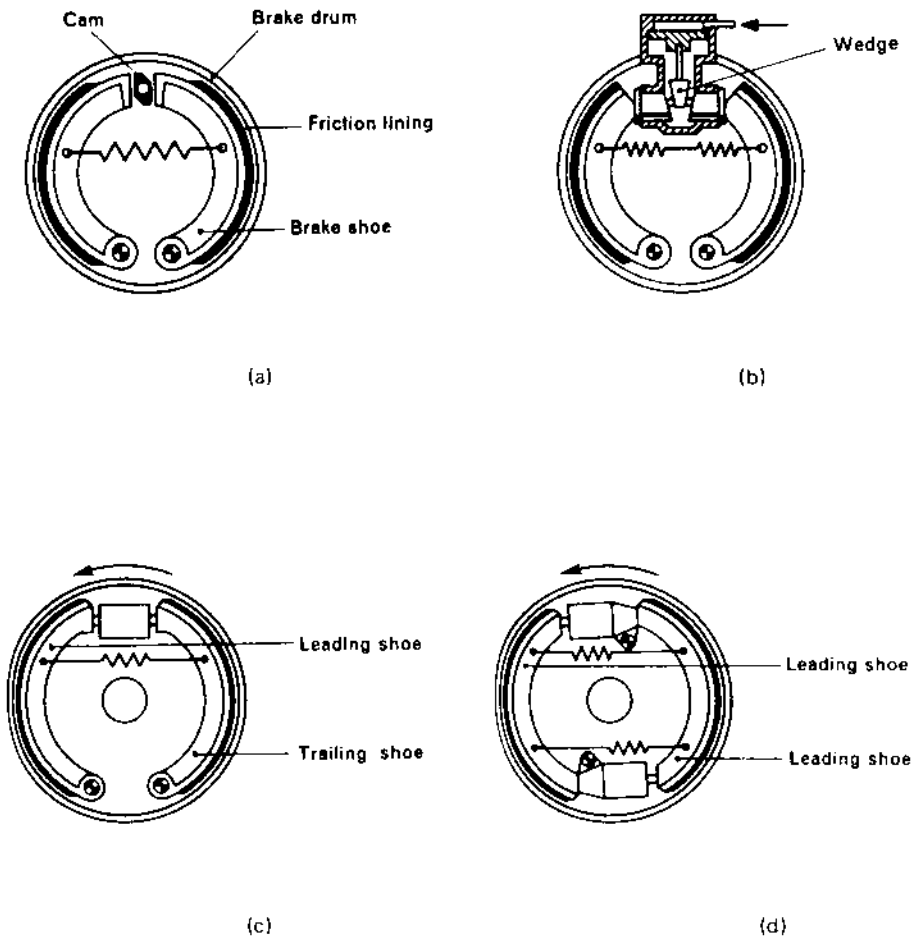 Cam
Brake drum
Friction lining
Brake shoe
(a)
Wedge
(b)
Leading shoe
Trailing shoe
(c)
Leading shoe
Leading shoe
(d)